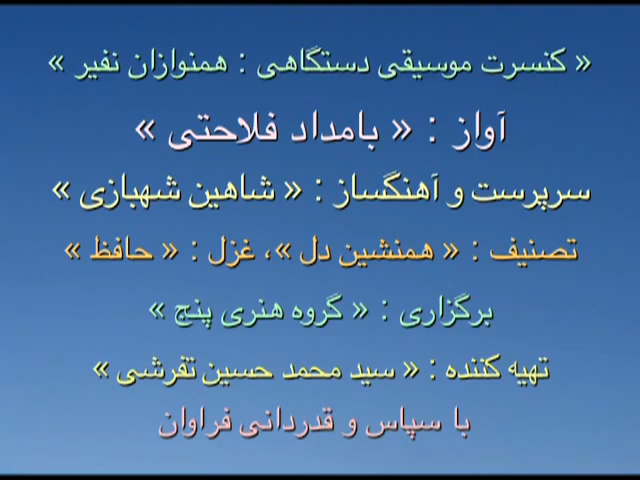 « کنسرت موسیقی دستگاهی : همنوازان نفیر »
آواز : « بامداد فلاحتی »
سرپرست و آهنگساز : « شاهین شهبازی »
تصنیف : « همنشین دل »، غزل : « حافظ »
برگزاری : « گروه هنری پنج »
تهیه کننده : « سید محمد حسین تفرشی »
با سپاس و قدردانی فراوان